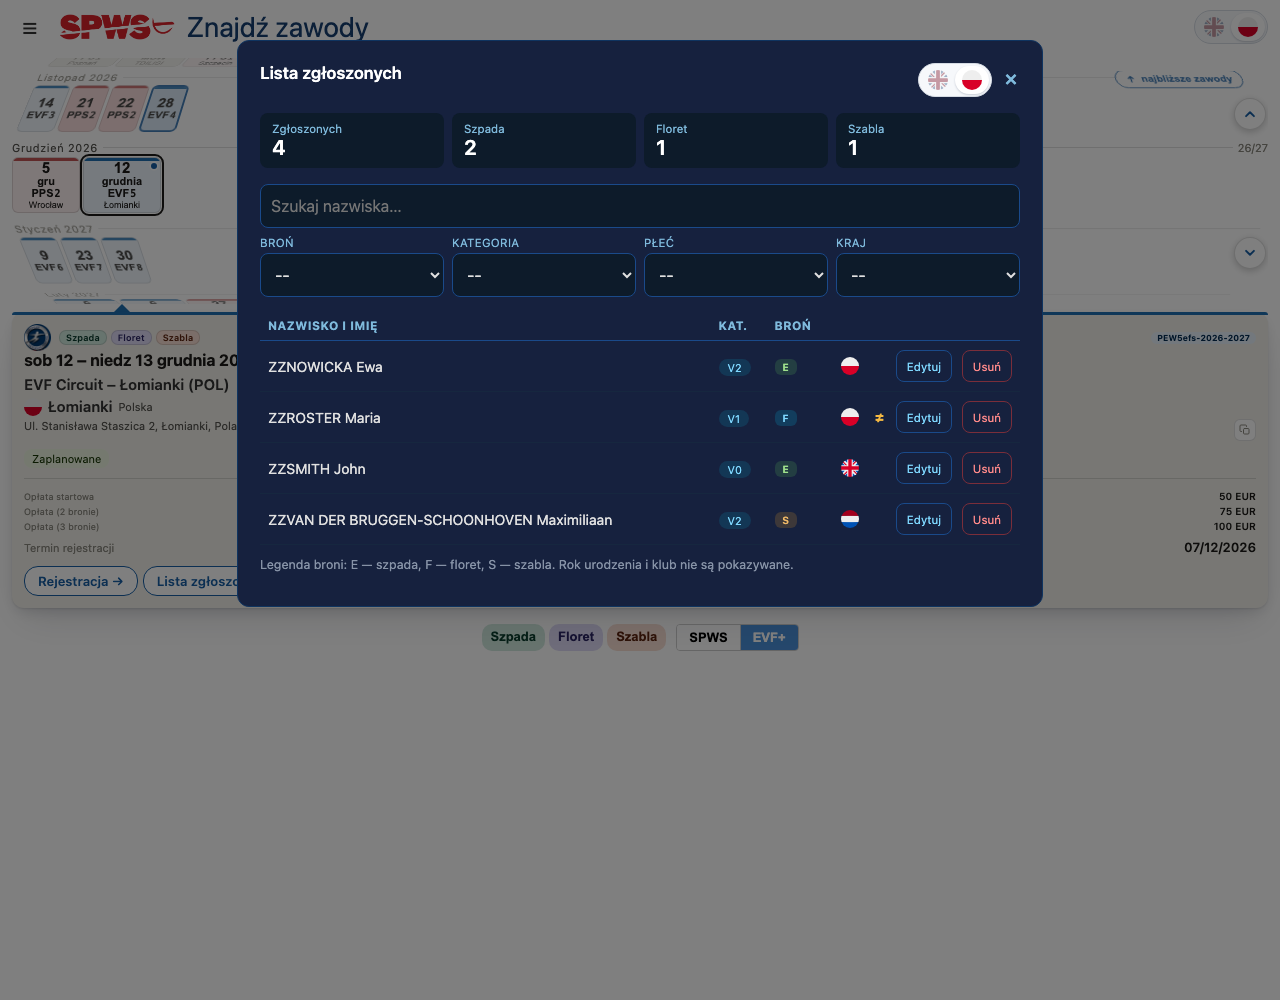 SPWS Znajdź zawody
Listopad 2026
najbliższe zawody
14 EVF3
21 PPS2
22 PPS2
28 EVF4
Grudzień 2026
26/27
5 gru PPS2 Wrocław
12 grudnia EVF5 Łomianki
Styczeń 2027
9 EVF6
23 EVF7
30 EVF8
Szpada Floret Szabla
PEW5efs-2026-2027
sob 12 – niedz 13 grudnia 20
EVF Circuit – Łomianki (POL)
Łomianki Polska
Ul. Stanisława Staszica 2, Łomianki, Pola
Zaplanowane
Opłata startowa 50 EUR
Opłata (2 bronie) 75 EUR
Opłata (3 bronie) 100 EUR
Termin rejestracji 07/12/2026
Rejestracja → Lista zgłoszo
Lista zgłoszonych ×
Zgłoszonych 4
Szpada 2
Floret 1
Szabla 1
Szukaj nazwiska...
BROŃ KATEGORIA PŁEĆ KRAJ
-- -- -- --
NAZWISKO I IMIĘ KAT. BROŃ
ZZNOWICKA Ewa V2 E Edytuj Usuń
ZZROSTER Maria V1 F ≠ Edytuj Usuń
ZZSMITH John V0 E Edytuj Usuń
ZZVAN DER BRUGGEN-SCHOONHOVEN Maximiliaan V2 S Edytuj Usuń
Legenda broni: E — szpada, F — floret, S — szabla. Rok urodzenia i klub nie są pokazywane.
Szpada Floret Szabla SPWS EVF+